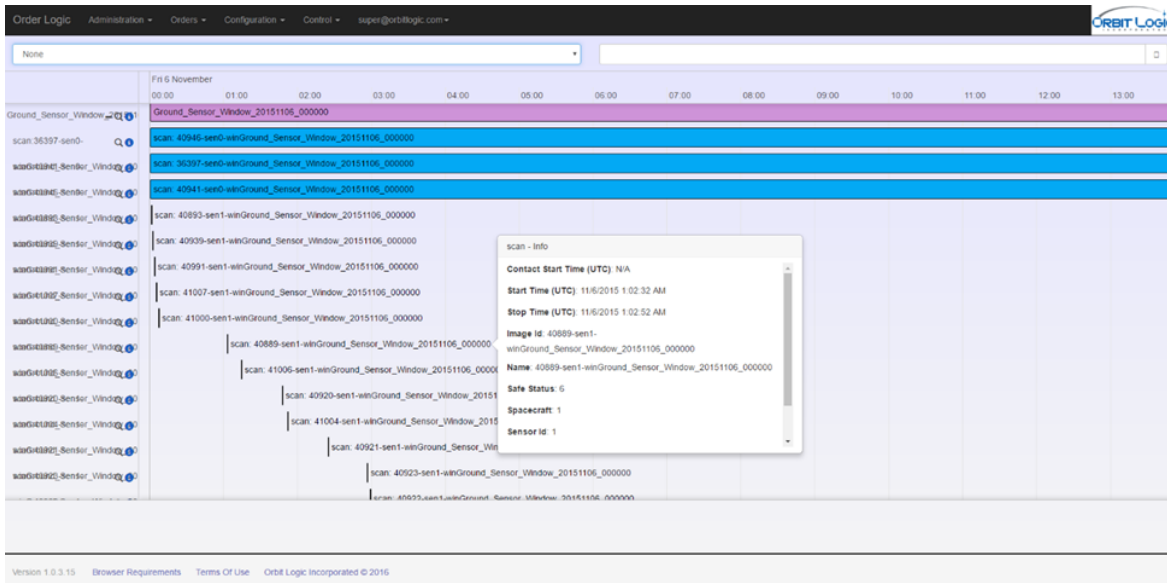 Order Logic Administration Orders Configuration Control super@orbitlogic.com ORBIT LOGIC
None
Fri 6 November
00:00 01:00 02:00 03:00 04:00 05:00 06:00 07:00 08:00 09:00 10:00 11:00 12:00 13:00
Ground_Sensor_Window_20151106_000000
scan:36397-sen0- scan: 40946-sen0-winGround_Sensor_Window_20151106_000000
scan: 36397-sen0-winGround_Sensor_Window_20151106_000000
scan: 40941-sen0-winGround_Sensor_Window_20151106_000000
scan: 40893-sen1-winGround_Sensor_Window_20151106_000000
scan: 40939-sen1-winGround_Sensor_Window_20151106_000000
scan: 40991-sen1-winGround_Sensor_Window_20151106_000000
scan: 41007-sen1-winGround_Sensor_Window_20151106_000000
scan: 41000-sen1-winGround_Sensor_Window_20151106_000000
scan: 40889-sen1-winGround_Sensor_Window_20151106_000000
scan: 41006-sen1-winGround_Sensor_Window_20151106_0000
scan: 40920-sen1-winGround_Sensor_Window_2015
scan: 41004-sen1-winGround_Sensor_Window_2015
scan: 40921-sen1-winGround_Sensor_Win
scan: 40923-sen1-winGround_Sensor_Window_20151106_000000
scan: 40922-sen1-winGround_Sensor_Window_20151106_000000
scan - Info
Contact Start Time (UTC): N/A
Start Time (UTC): 11/6/2015 1:02:32 AM
Stop Time (UTC): 11/6/2015 1:02:52 AM
Image Id: 40889-sen1-
winGround_Sensor_Window_20151106_000000
Name: 40889-sen1-winGround_Sensor_Window_20151106_000000
Safe Status: 6
Spacecraft: 1
Sensor Id: 1
Version 1.0.3.15 Browser Requirements Terms Of Use Orbit Logic Incorporated © 2016